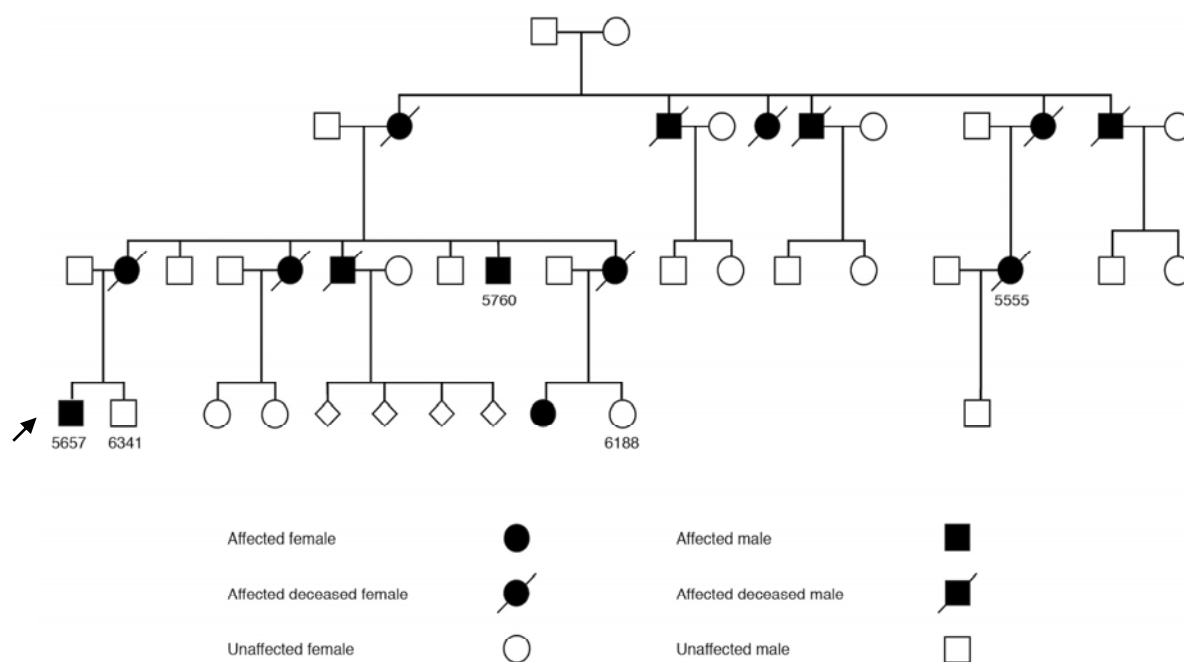 5760
5555
5657 6341
6188
Affected female
Affected male
Affected deceased female
Affected deceased male
Unaffected female
Unaffected male